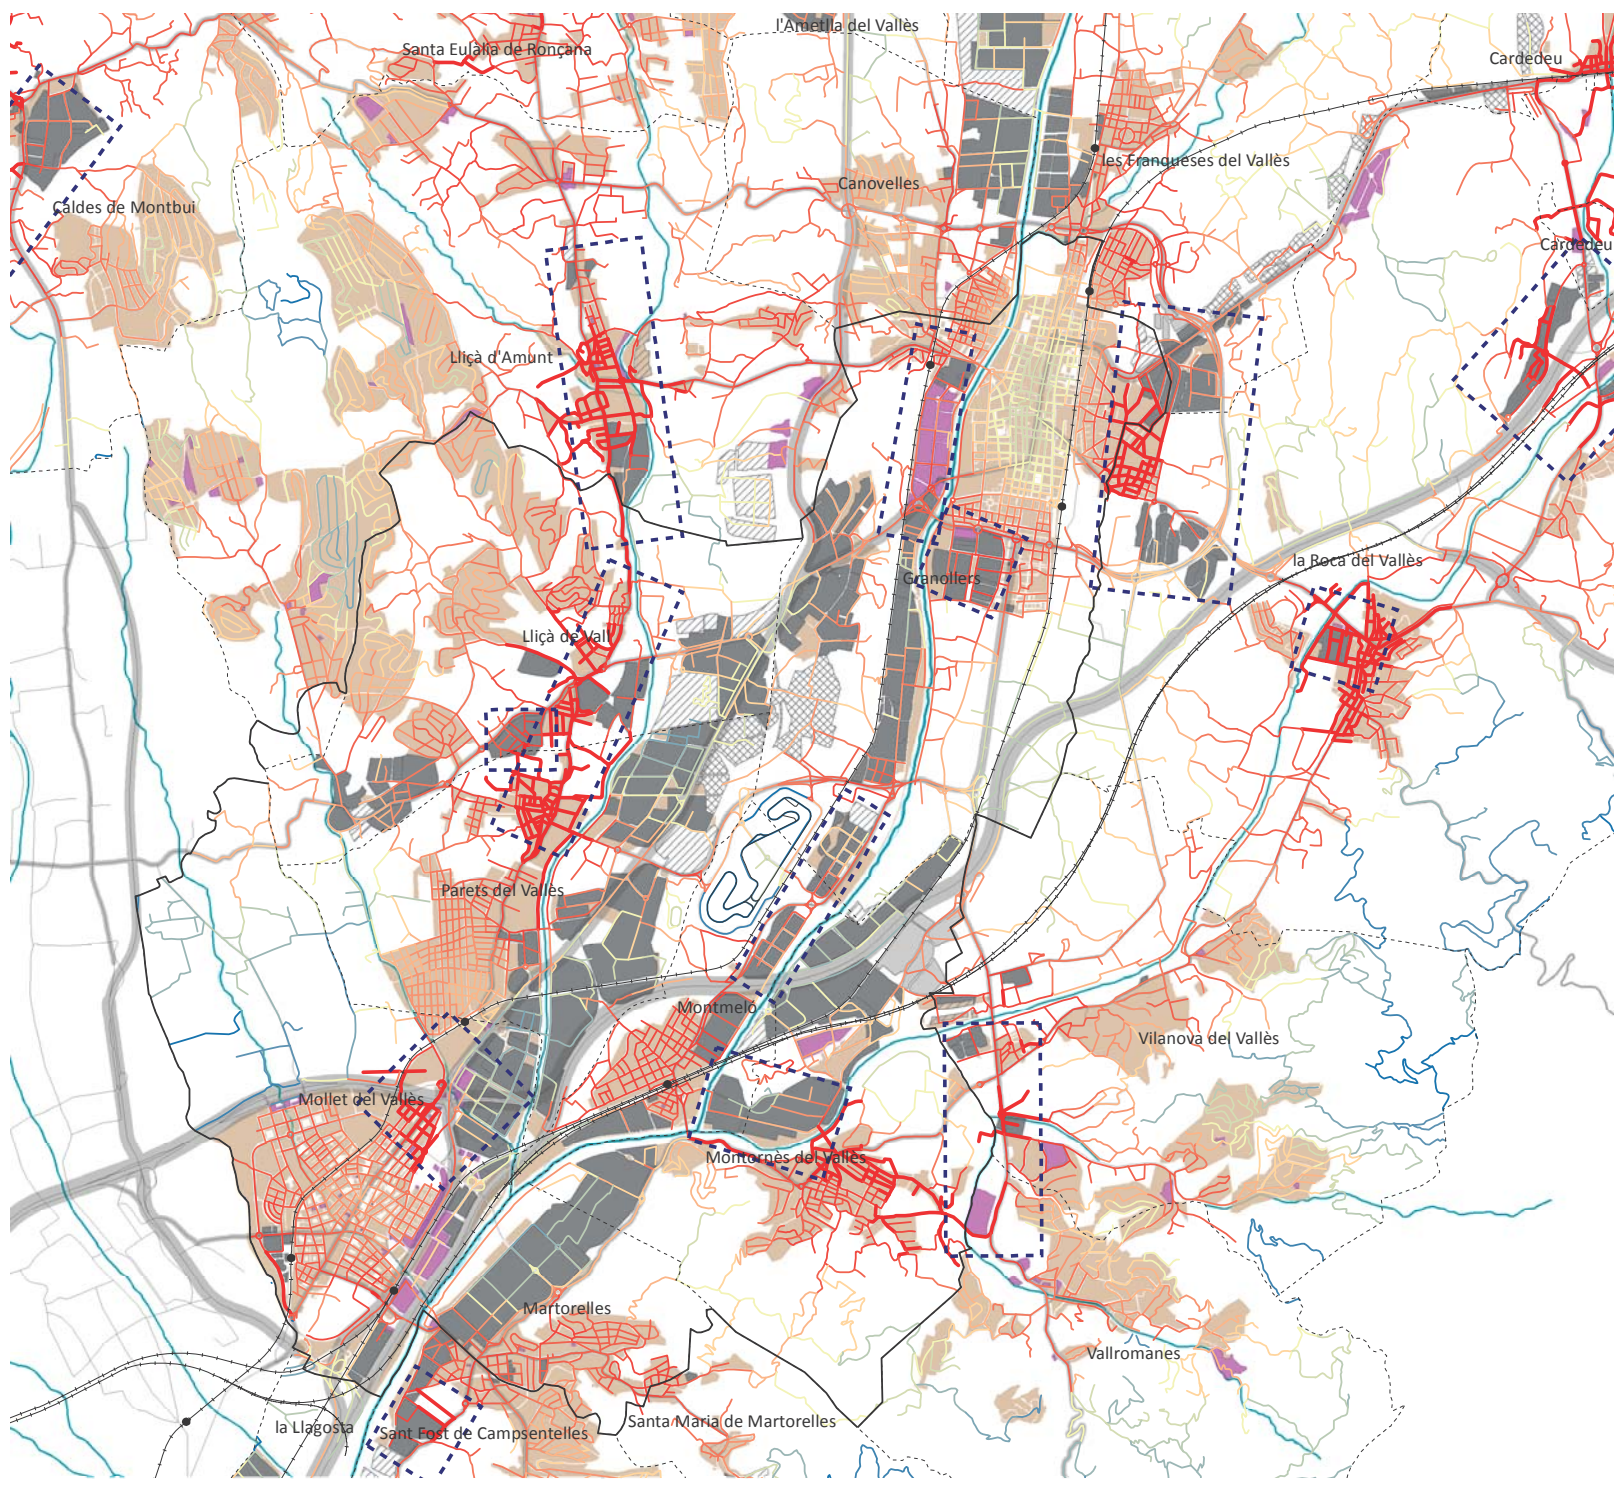 l'Ametlla del Vallès
Santa Eulàlia de Ronçana
Cardedeu
les Franqueses del Vallès
Canovelles
Caldes de Montbui
Cardedeu
Lliçà d'Amunt
la Roca del Vallès
Granollers
Lliçà de Vall
Parets del Vallès
Montmeló
Vilanova del Vallès
Mollet del Vallès
Montornès del Vallès
Martorelles
Vallromanes
Santa Maria de Martorelles
la Llagosta
Sant Fost de Campsentelles